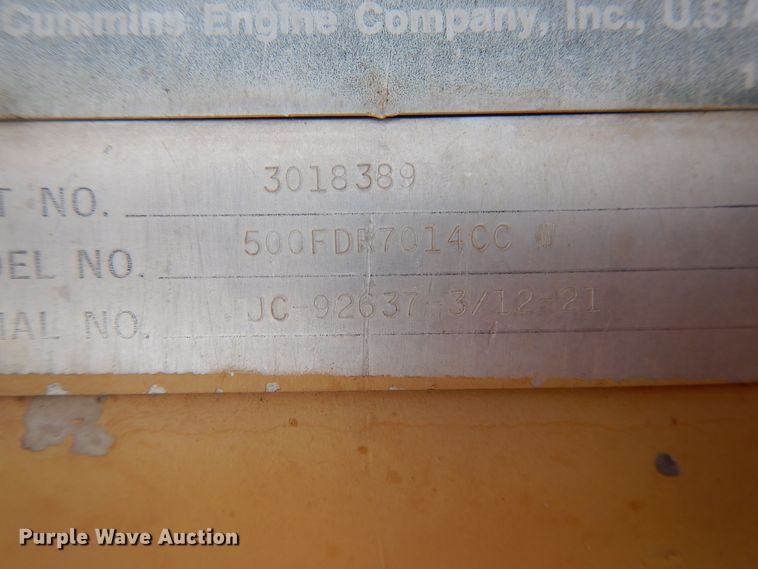 Cummins Engine Company, Inc., U.S.A
1
T NO. 3018389
DEL NO. 500FDR7014CC W
IAL NO. JC-92637-3/12-21
Purple Wave Auction